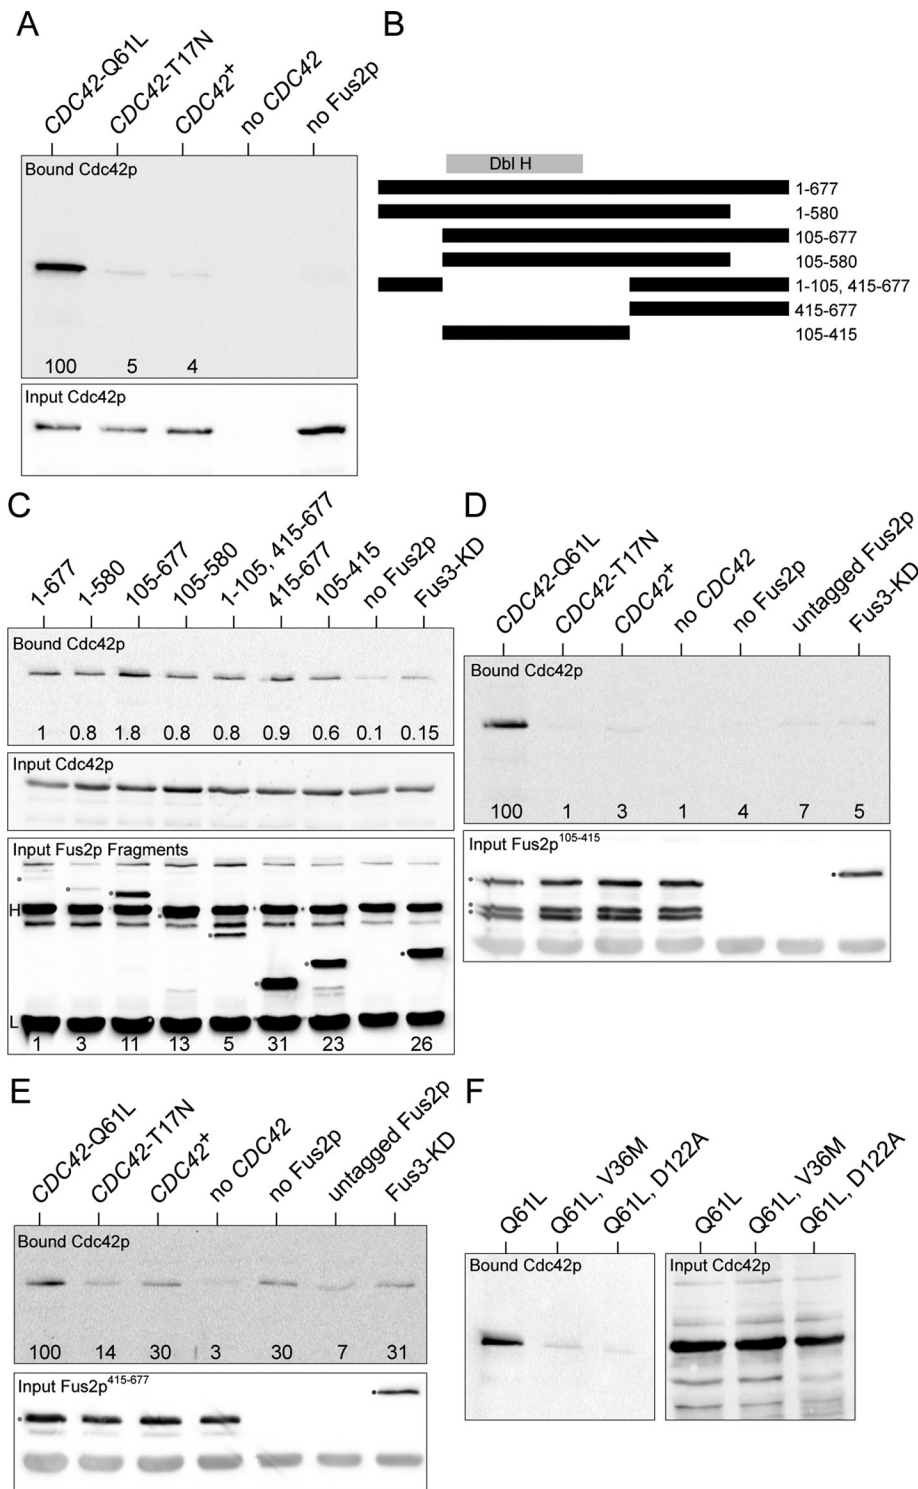 A
CDC42-Q61L
CDC42-T17N
CDC42+
no CDC42
no Fus2p
Bound Cdc42p
100 5 4
Input Cdc42p
B
Dbl H
1-677
1-580
105-677
105-580
1-105, 415-677
415-677
105-415
C
1-677
1-580
105-677
105-580
1-105, 415-677
415-677
105-415
no Fus2p
Fus3-KD
Bound Cdc42p
1 0.8 1.8 0.8 0.8 0.9 0.6 0.1 0.15
Input Cdc42p
Input Fus2p Fragments
H
L
1 3 11 13 5 31 23 26
D
CDC42-Q61L
CDC42-T17N
CDC42+
no CDC42
no Fus2p
untagged Fus2p
Fus3-KD
Bound Cdc42p
100 1 3 1 4 7 5
Input Fus2p105-415
E
CDC42-Q61L
CDC42-T17N
CDC42+
no CDC42
no Fus2p
untagged Fus2p
Fus3-KD
Bound Cdc42p
100 14 30 3 30 7 31
Input Fus2p415-677
F
Q61L
Q61L, V36M
Q61L, D122A
Q61L
Q61L, V36M
Q61L, D122A
Bound Cdc42p
Input Cdc42p